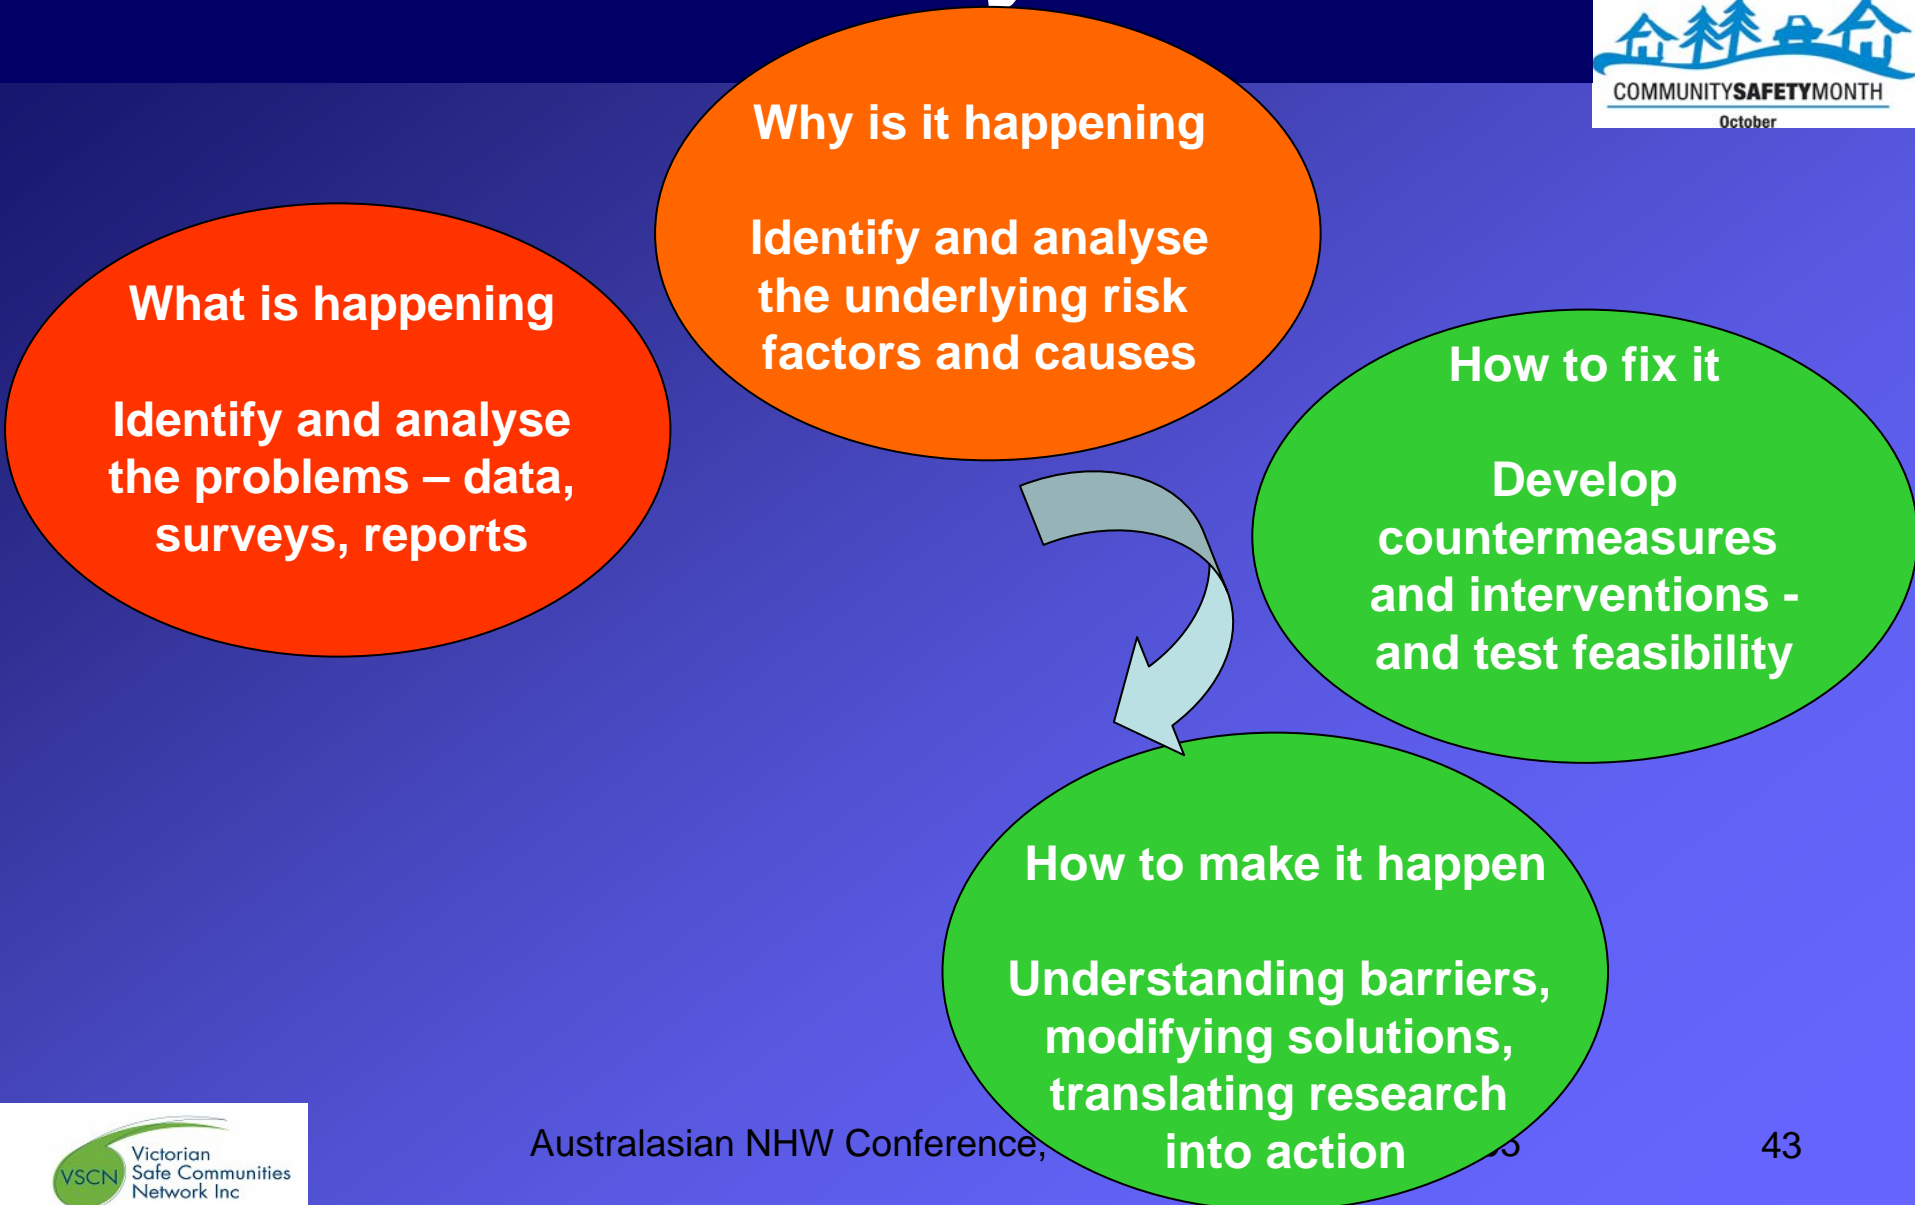 COMMUNITYSAFETYMONTH
October
Why is it happening
Identify and analyse
the underlying risk
factors and causes
What is happening
Identify and analyse
the problems – data,
surveys, reports
How to fix it
Develop
countermeasures
and interventions -
and test feasibility
How to make it happen
Understanding barriers,
modifying solutions,
translating research
into action
VSCN
Victorian
Safe Communities
Network Inc
Australasian NHW Conference,
43